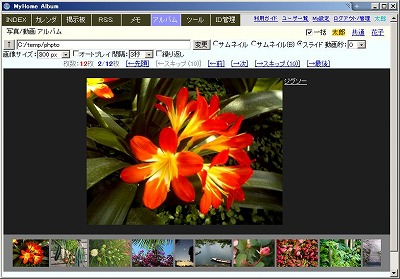 MyHome Album
INDEX カレンダ 掲示板 RSS メモ アルバム ツール ID管理
利用ガイド ユーザ一覧 My設定 ログアウト/管理 太郎
写真/動画 アルバム
一括 太郎 共通 花子
↑ C:/temp/photo 変更 サムネイル サムネイル(B) スライド 動画秒: 0
画像サイズ: 300 px オートプレイ 間隔: 3秒 繰り返し
枚数:12枚 2/12枚 [←先頭] [←スキップ(10)] [←前] [→次] [→スキップ(10)] [→最後]
ジグソー